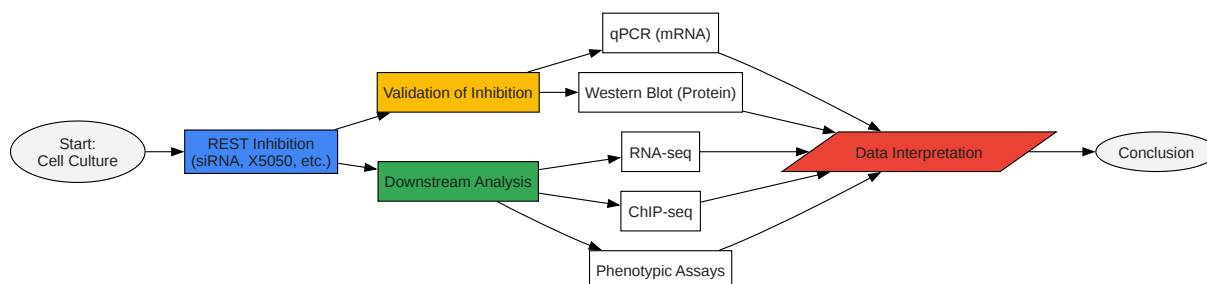 Start:
Cell Culture
REST Inhibition
(siRNA, X5050, etc.)
Validation of Inhibition
Downstream Analysis
qPCR (mRNA)
Western Blot (Protein)
RNA-seq
ChIP-seq
Phenotypic Assays
Data Interpretation
Conclusion